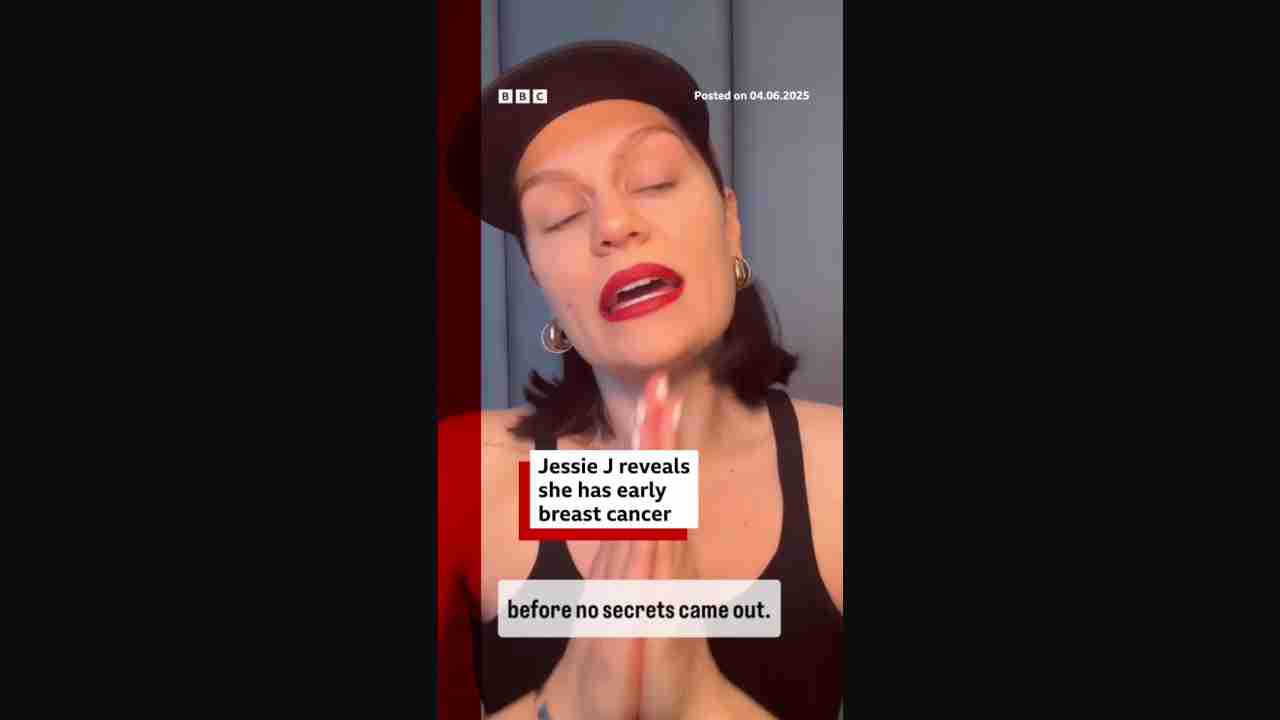 BBC
Posted on 04.06.2025
Jessie J reveals
she has early
breast cancer
before no secrets came out.